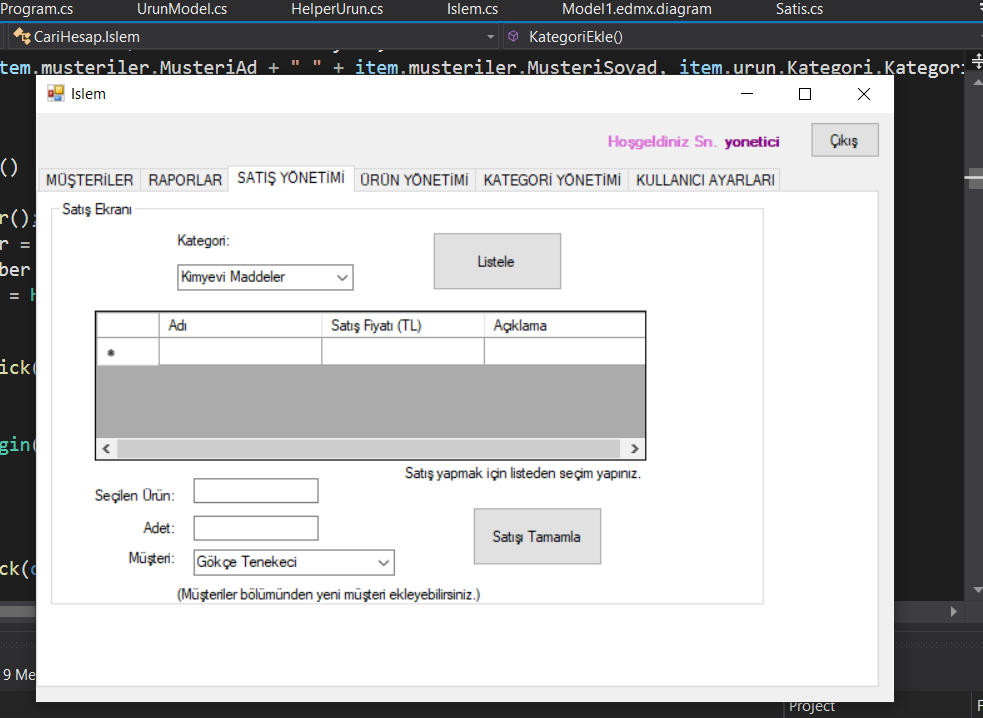 Program.cs UrunModel.cs HelperUrun.cs Islem.cs Model1.edmx.diagram Satis.cs
CariHesap.Islem KategoriEkle()
tem.musteriler.MusteriAd + " " + item.musteriler.MusteriSoyad, item.urun.Kategori.Kategori
Islem
Hoşgeldiniz Sn. yonetici Çıkış
()
MÜŞTERİLER RAPORLAR SATIŞ YÖNETİMİ ÜRÜN YÖNETİMİ KATEGORİ YÖNETİMİ KULLANICI AYARLARI
Satış Ekranı
r();
Kategori:
r =
Listele
ber
Kimyevi Maddeler
= H
Adı Satış Fiyatı (TL) Açıklama
ick(
gin(
Satış yapmak için listeden seçim yapınız.
Seçilen Ürün:
Adet:
Satışı Tamamla
Müşteri: Gökçe Tenekeci
ck(o
(Müşteriler bölümünden yeni müşteri ekleyebilirsiniz.)
9 Me
Project